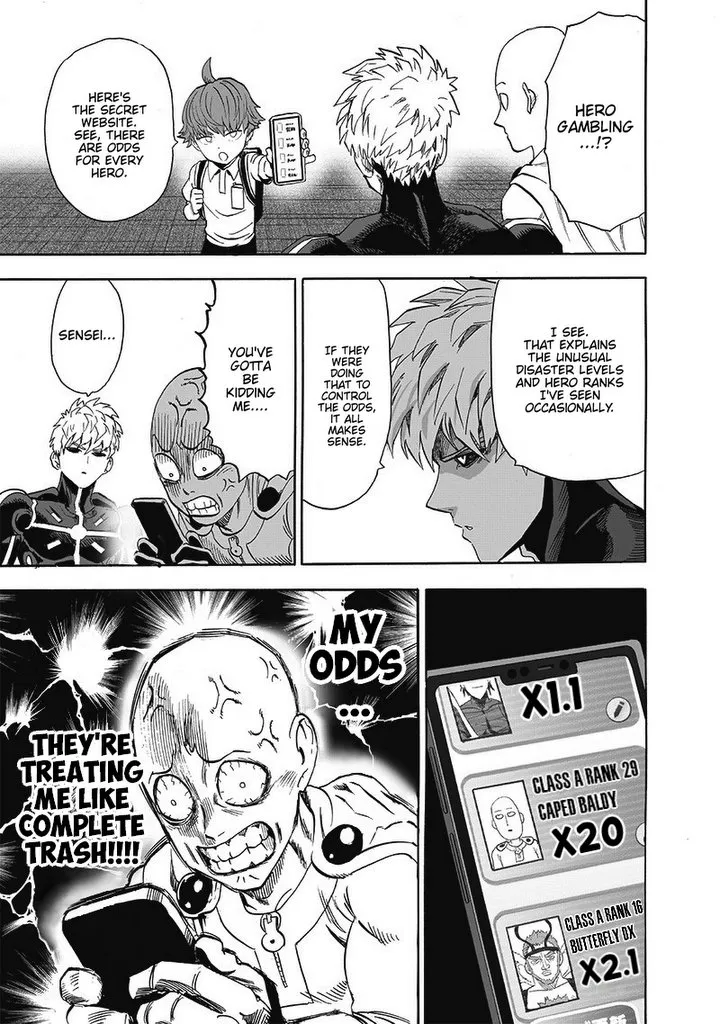 HERO
GAMBLING
...!?
HERE'S
THE SECRET
WEBSITE.
SEE, THERE
ARE ODDS
FOR EVERY
HERO.
I SEE.
THAT EXPLAINS
THE UNUSUAL
DISASTER LEVELS
AND HERO RANKS
I'VE SEEN
OCCASIONALLY.
IF THEY
WERE
DOING
THAT TO
CONTROL
THE ODDS,
IT ALL
MAKES
SENSE.
YOU'VE
GOTTA
BE
KIDDING
ME....
SENSEI...
X1.1
CLASS A RANK 29
CAPED BALDY
X20
CLASS A RANK 16
BUTTERFLY DX
X2.1
MY
ODDS
...
THEY'RE
TREATING
ME LIKE
COMPLETE
TRASH!!!!